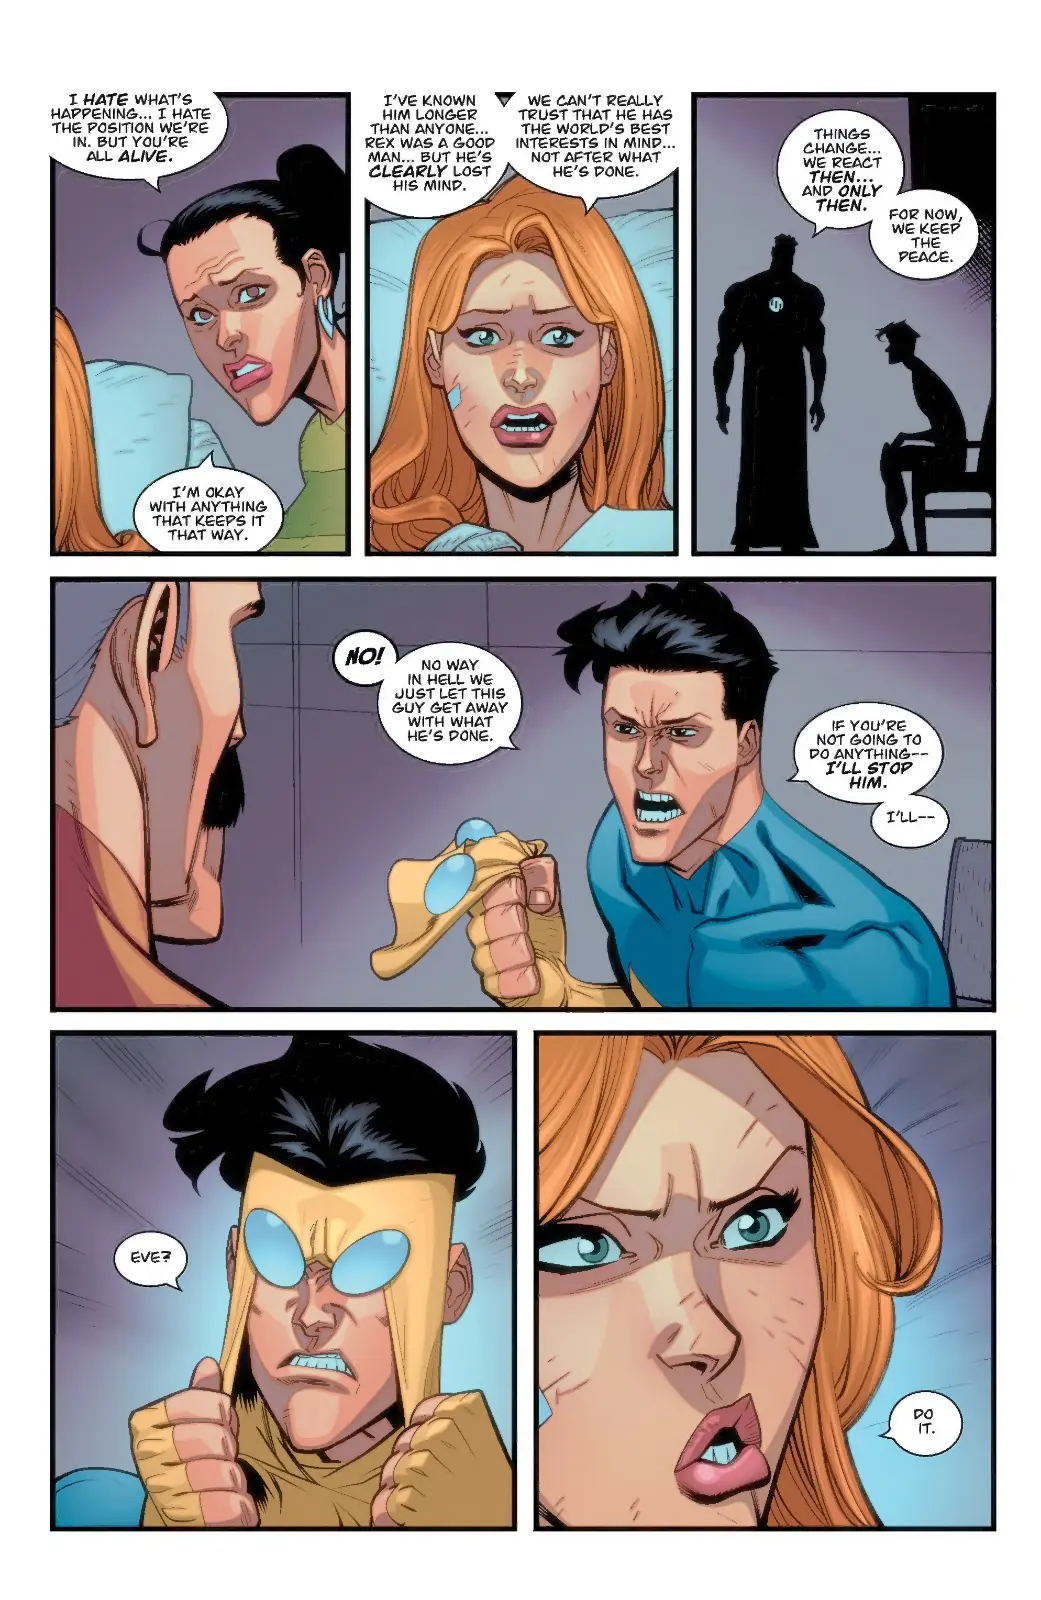 I HATE WHAT'S
HAPPENING... I HATE
THE POSITION WE'RE
IN. BUT YOU'RE
ALL ALIVE.
I'M OKAY
WITH ANYTHING
THAT KEEPS IT
THAT WAY.
I'VE KNOWN
HIM LONGER
THAN ANYONE...
REX WAS A GOOD
MAN... BUT HE'S
CLEARLY LOST
HIS MIND.
WE CAN'T REALLY
TRUST THAT HE HAS
THE WORLD'S BEST
INTERESTS IN MIND...
NOT AFTER WHAT
HE'S DONE.
THINGS
CHANGE...
WE REACT
THEN...
AND ONLY
THEN.
FOR NOW,
WE KEEP
THE
PEACE.
NO!
NO WAY
IN HELL WE
JUST LET THIS
GUY GET AWAY
WITH WHAT
HE'S DONE.
IF YOU'RE
NOT GOING TO
DO ANYTHING--
I'LL STOP
HIM.
I'LL--
EVE?
DO
IT.